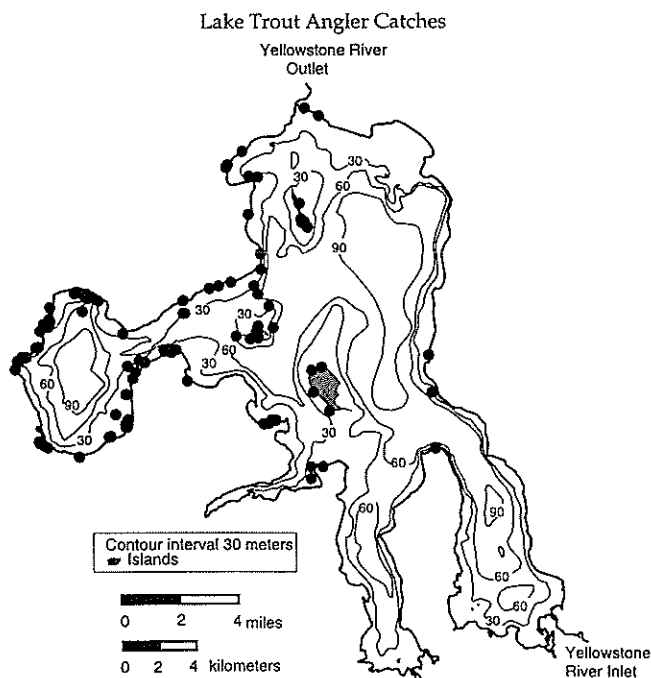 Lake Trout Angler Catches
Yellowstone River
Outlet
30
60
30
90
30
30
60
30
60
90
30
30
60
60
90
60
60
30
Contour interval 30 meters
Islands
0 2 4 miles
0 2 4 kilometers
Yellowstone
River Inlet